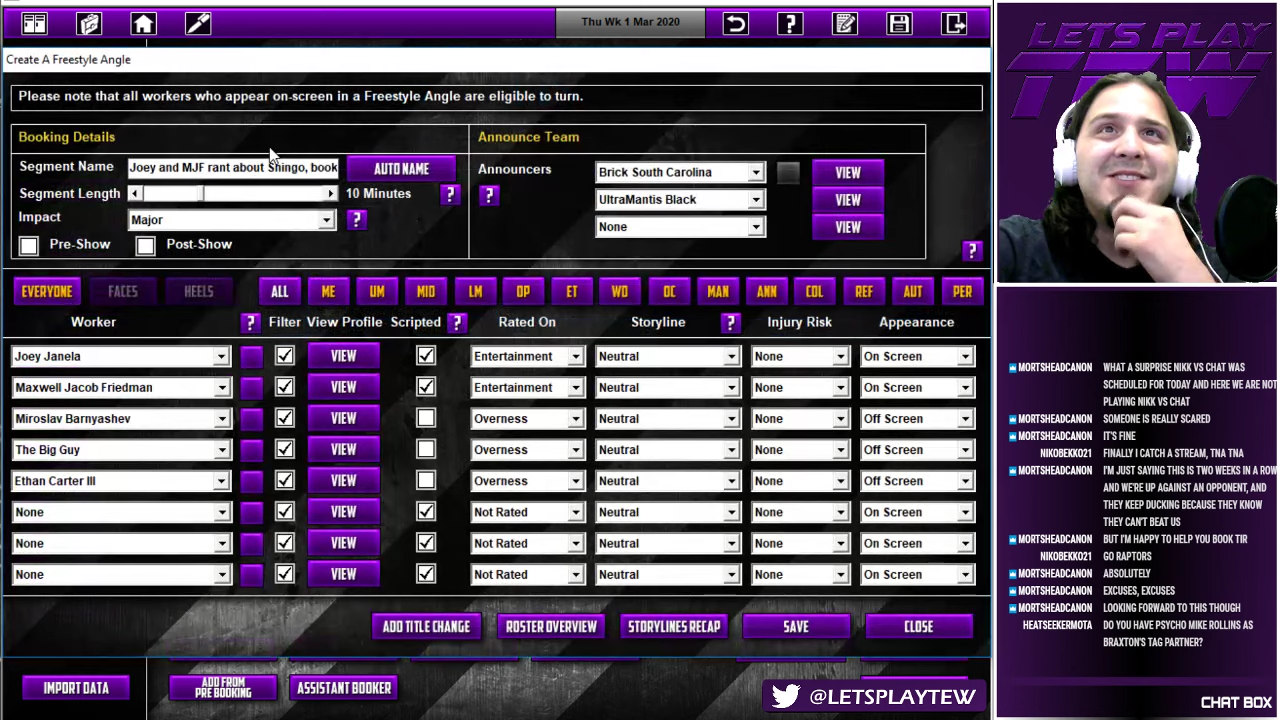 Thu Wk 1 Mar 2020
?
LETS PLAY
TEW
Create A Freestyle Angle
Please note that all workers who appear on-screen in a Freestyle Angle are eligible to turn.
Booking Details
Announce Team
Segment Name Joey and MJF rant about Shingo, book AUTO NAME
Announcers Brick South Carolina VIEW
Segment Length 10 Minutes ?
? UltraMantis Black VIEW
Impact Major ?
None VIEW
Pre-Show Post-Show ?
EVERYONE FACES HEELS ALL ME UM MID LM OP ET WD OC MAN ANN COL REF AUT PER
Worker ? Filter View Profile Scripted ? Rated On Storyline ? Injury Risk Appearance
Joey Janela VIEW Entertainment Neutral None On Screen
Maxwell Jacob Friedman VIEW Entertainment Neutral None On Screen
Miroslav Barnyashev VIEW Overness Neutral None Off Screen
The Big Guy VIEW Overness Neutral None Off Screen
Ethan Carter III VIEW Overness Neutral None Off Screen
None VIEW Not Rated Neutral None On Screen
None VIEW Not Rated Neutral None On Screen
None VIEW Not Rated Neutral None On Screen
ADD TITLE CHANGE ROSTER OVERVIEW STORYLINES RECAP SAVE CLOSE
IMPORT DATA ADD FROM
PRE BOOKING ASSISTANT BOOKER
@LETSPLAYTEW
MORTSHEADCANON WHAT A SURPRISE NIKK VS CHAT WAS
SCHEDULED FOR TODAY AND HERE WE ARE NOT
PLAYING NIKK VS CHAT
MORTSHEADCANON SOMEONE IS REALLY SCARED
MORTSHEADCANON IT'S FINE
NIKOBEKKO21 FINALLY I CATCH A STREAM, TNA TNA
MORTSHEADCANON I'M JUST SAYING THIS IS TWO WEEKS IN A ROW
AND WE'RE UP AGAINST AN OPPONENT, AND
THEY KEEP DUCKING BECAUSE THEY KNOW
THEY CAN'T BEAT US
MORTSHEADCANON BUT I'M HAPPY TO HELP YOU BOOK TIR
NIKOBEKKO21 GO RAPTORS
MORTSHEADCANON ABSOLUTELY
MORTSHEADCANON EXCUSES, EXCUSES
MORTSHEADCANON LOOKING FORWARD TO THIS THOUGH
HEATSEEKERMOTA DO YOU HAVE PSYCHO MIKE ROLLINS AS
BRAXTON'S TAG PARTNER?
CHAT BOX